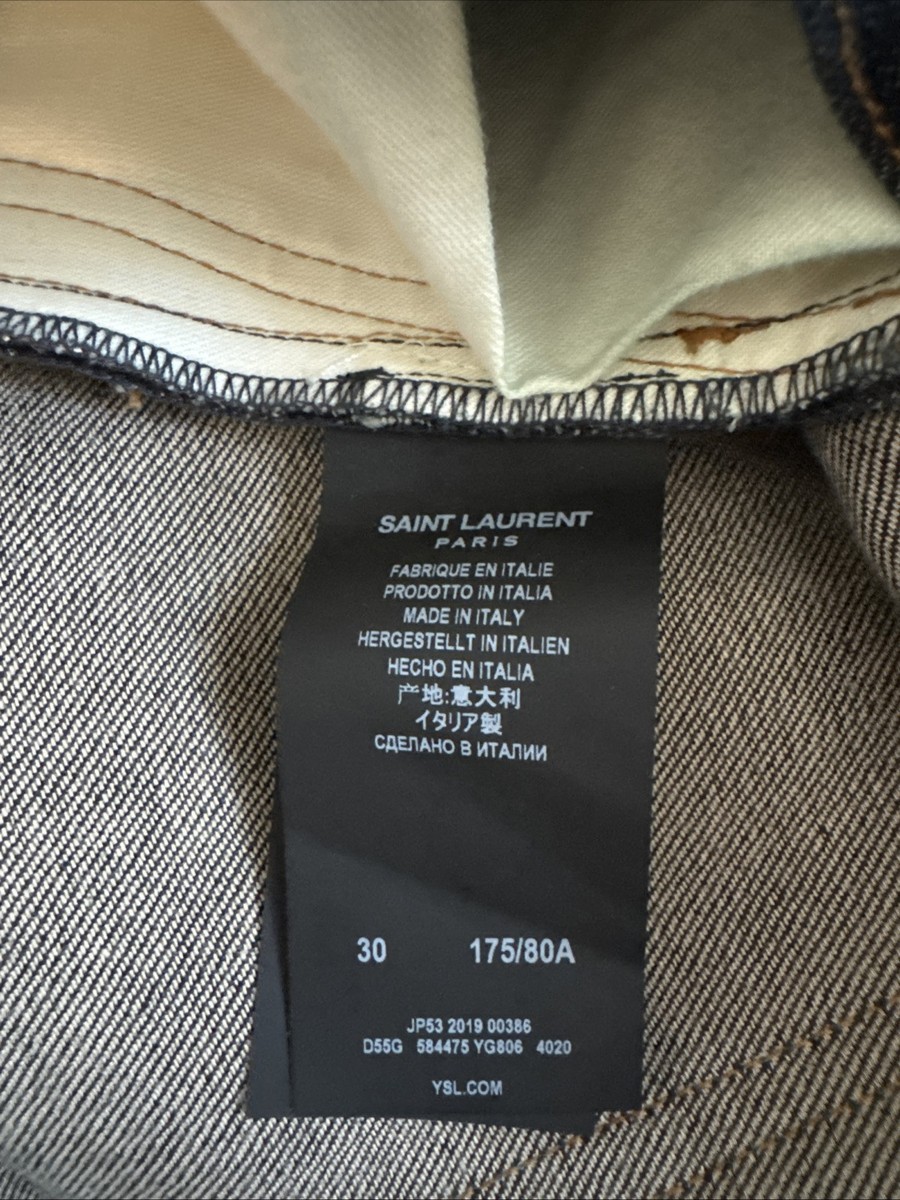 SAINT LAURENT
PARIS
FABRIQUE EN ITALIE
PRODOTTO IN ITALIA
MADE IN ITALY
HERGESTELLT IN ITALIEN
HECHO EN ITALIA
产地:意大利
イタリア製
СДЕЛАНО В ИТАЛИИ
30 175/80A
JP53 2019 00386
D55G 584475 YG806 4020
YSL.COM